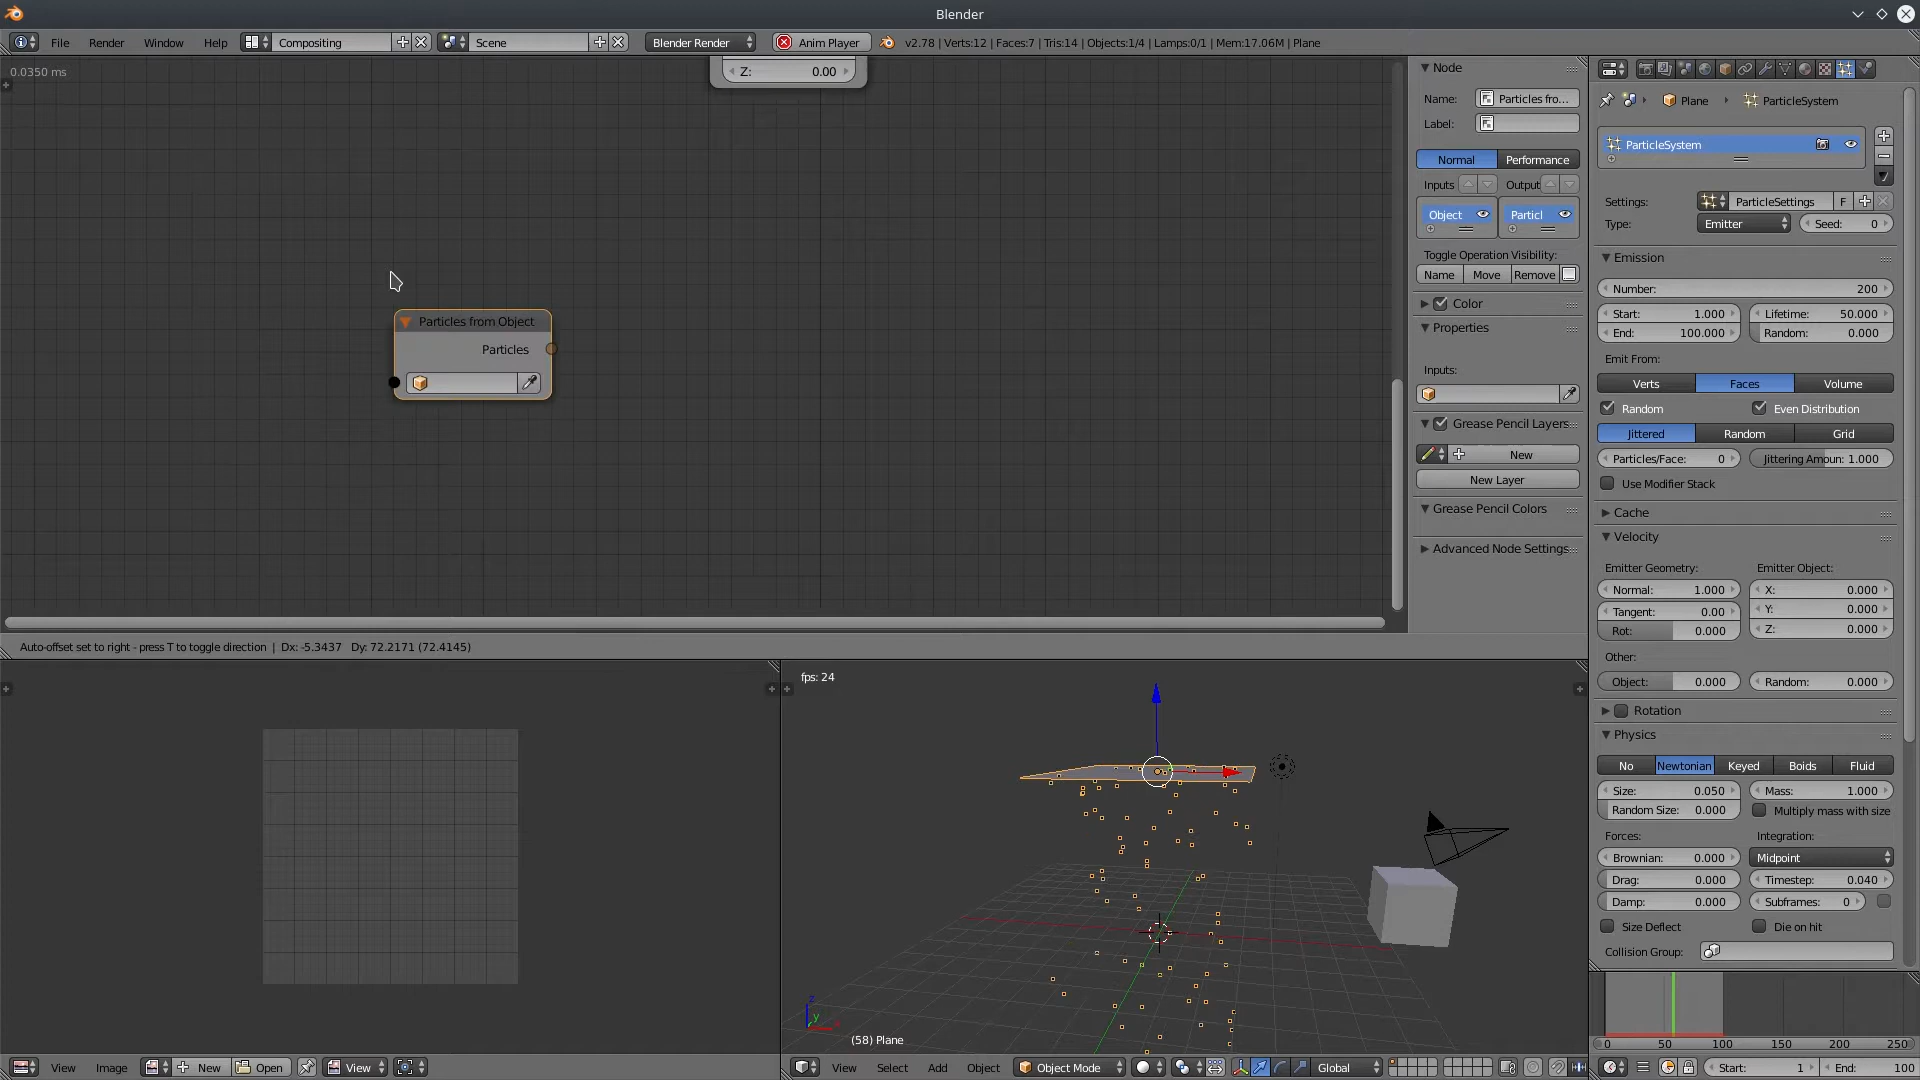 Blender
File Render Window Help Compositing Scene Blender Render Anim Player v2.78 | Verts:12 | Faces:7 | Tris:14 | Objects:1/4 | Lamps:0/1 | Mem:17.06M | Plane
0.0350 ms
Z: 0.00
Particles from Object
Particles
Node
Name: Particles fro...
Label:
Normal Performance
Inputs Output
Object Particl
Toggle Operation Visibility:
Name Move Remove
Color
Properties
Inputs:
Grease Pencil Layers
New
New Layer
Grease Pencil Colors
Advanced Node Settings
Plane ParticleSystem
ParticleSystem
Settings: ParticleSettings F
Type: Emitter Seed: 0
Emission
Number: 200
Start: 1.000 Lifetime: 50.000
End: 100.000 Random: 0.000
Emit From:
Verts Faces Volume
Random Even Distribution
Jittered Random Grid
Particles/Face: 0 Jittering Amoun: 1.000
Use Modifier Stack
Cache
Velocity
Emitter Geometry: Emitter Object:
Normal: 1.000 X: 0.000
Tangent: 0.00 Y: 0.000
Rot: 0.000 Z: 0.000
Other:
Object: 0.000 Random: 0.000
Rotation
Physics
No Newtonian Keyed Boids Fluid
Size: 0.050 Mass: 1.000
Random Size: 0.000 Multiply mass with size
Forces: Integration:
Brownian: 0.000 Midpoint
Drag: 0.000 Timestep: 0.040
Damp: 0.000 Subframes: 0
Size Deflect Die on hit
Collision Group:
Auto-offset set to right - press T to toggle direction | Dx: -5.3437 Dy: 72.2171 (72.4145)
fps: 24
z
y
(58) Plane
0 50 100 150 200 250
View Image New Open View
View Select Add Object Object Mode Global
Start: 1 End: 100